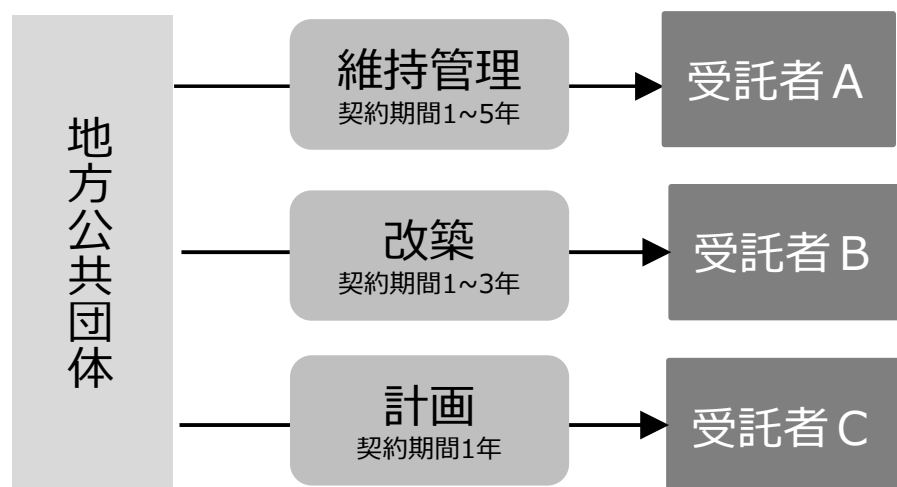 地方公共団体
維持管理
契約期間1~5年
受託者A
改築
契約期間1~3年
受託者B
計画
契約期間1年
受託者C